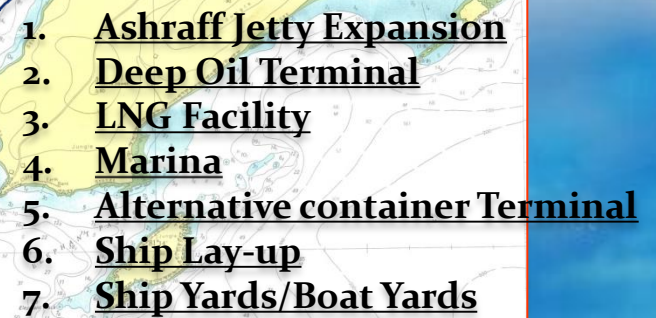 1. Ashraff Jetty Expansion
2. Deep Oil Terminal
3. LNG Facility
4. Marina
5. Alternative container Terminal
6. Ship Lay-up
7. Ship Yards/Boat Yards